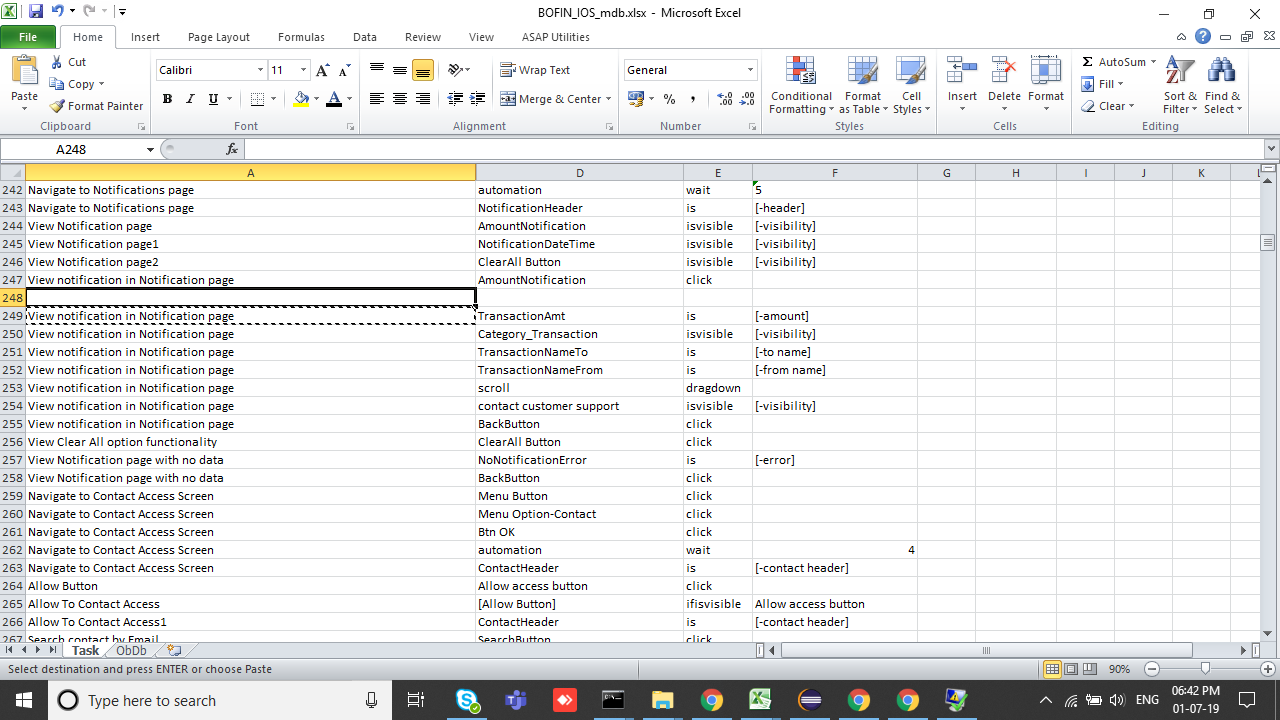 BOFIN_IOS_mdb.xlsx - Microsoft Excel
File Home Insert Page Layout Formulas Data Review View ASAP Utilities
Paste Cut Copy Format Painter Clipboard
Calibri 11 B I U A Font
Wrap Text Merge & Center Alignment
General % , Number
Conditional Formatting Format as Table Cell Styles Styles
Insert Delete Format Cells
Σ AutoSum Fill Clear Sort & Filter Find & Select Editing
A248 fx
A D E F G H I J K L
242 Navigate to Notifications page automation wait 5
243 Navigate to Notifications page NotificationHeader is [-header]
244 View Notification page AmountNotification isvisible [-visibility]
245 View Notification page1 NotificationDateTime isvisible [-visibility]
246 View Notification page2 ClearAll Button isvisible [-visibility]
247 View notification in Notification page AmountNotification click
248
249 View notification in Notification page TransactionAmt is [-amount]
250 View notification in Notification page Category_Transaction isvisible [-visibility]
251 View notification in Notification page TransactionNameTo is [-to name]
252 View notification in Notification page TransactionNameFrom is [-from name]
253 View notification in Notification page scroll dragdown
254 View notification in Notification page contact customer support isvisible [-visibility]
255 View notification in Notification page BackButton click
256 View Clear All option functionality ClearAll Button click
257 View Notification page with no data NoNotificationError is [-error]
258 View Notification page with no data BackButton click
259 Navigate to Contact Access Screen Menu Button click
260 Navigate to Contact Access Screen Menu Option-Contact click
261 Navigate to Contact Access Screen Btn OK click
262 Navigate to Contact Access Screen automation wait 4
263 Navigate to Contact Access Screen ContactHeader is [-contact header]
264 Allow Button Allow access button click
265 Allow To Contact Access [Allow Button] ifisvisible Allow access button
266 Allow To Contact Access1 ContactHeader is [-contact header]
267 Search contact by Email SearchButton click
Task ObDb
Select destination and press ENTER or choose Paste 90%
Type here to search ENG 06:42 PM
01-07-19